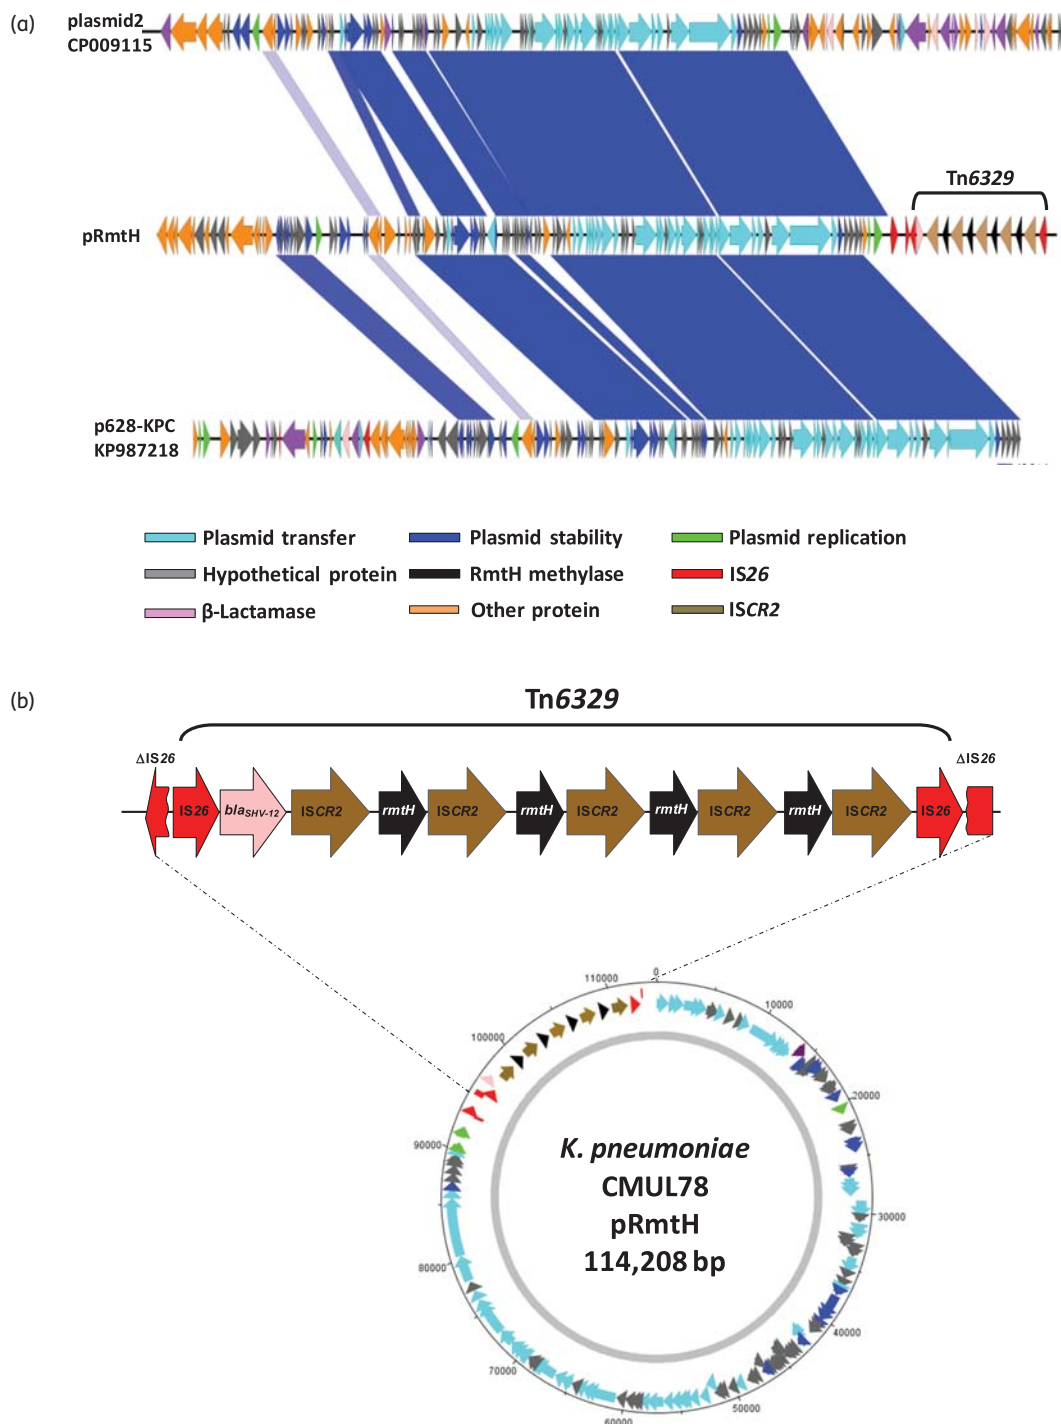 (a)
plasmid2
CP009115
Tn6329
pRmtH
p628-KPC
KP987218
Plasmid transfer
Plasmid stability
Plasmid replication
Hypothetical protein
RmtH methylase
IS26
β-Lactamase
Other protein
ISCR2
(b)
Tn6329
ΔIS26
ΔIS26
IS26
blaSHV-12
ISCR2
rmtH
ISCR2
rmtH
ISCR2
rmtH
ISCR2
rmtH
ISCR2
IS26
0
110000
10000
100000
20000
90000
K. pneumoniae
CMUL78
pRmtH
114,208 bp
30000
80000
40000
70000
50000
60000